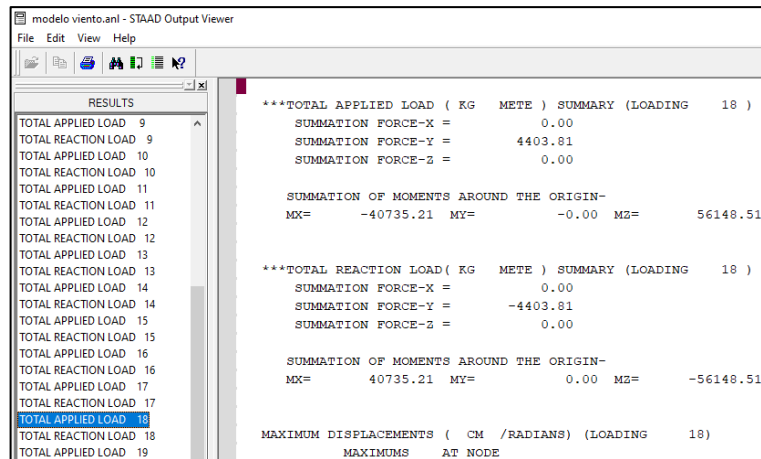 modelo viento.anl - STAAD Output Viewer
File Edit View Help
RESULTS
TOTAL APPLIED LOAD 9
TOTAL REACTION LOAD 9
TOTAL APPLIED LOAD 10
TOTAL REACTION LOAD 10
TOTAL APPLIED LOAD 11
TOTAL REACTION LOAD 11
TOTAL APPLIED LOAD 12
TOTAL REACTION LOAD 12
TOTAL APPLIED LOAD 13
TOTAL REACTION LOAD 13
TOTAL APPLIED LOAD 14
TOTAL REACTION LOAD 14
TOTAL APPLIED LOAD 15
TOTAL REACTION LOAD 15
TOTAL APPLIED LOAD 16
TOTAL REACTION LOAD 16
TOTAL APPLIED LOAD 17
TOTAL REACTION LOAD 17
TOTAL APPLIED LOAD 18
TOTAL REACTION LOAD 18
TOTAL APPLIED LOAD 19
***TOTAL APPLIED LOAD ( KG METE ) SUMMARY (LOADING 18 )
SUMMATION FORCE-X = 0.00
SUMMATION FORCE-Y = 4403.81
SUMMATION FORCE-Z = 0.00
SUMMATION OF MOMENTS AROUND THE ORIGIN-
MX= -40735.21 MY= -0.00 MZ= 56148.51
***TOTAL REACTION LOAD( KG METE ) SUMMARY (LOADING 18 )
SUMMATION FORCE-X = 0.00
SUMMATION FORCE-Y = -4403.81
SUMMATION FORCE-Z = 0.00
SUMMATION OF MOMENTS AROUND THE ORIGIN-
MX= 40735.21 MY= 0.00 MZ= -56148.51
MAXIMUM DISPLACEMENTS ( CM /RADIANS) (LOADING 18)
MAXIMUMS AT NODE